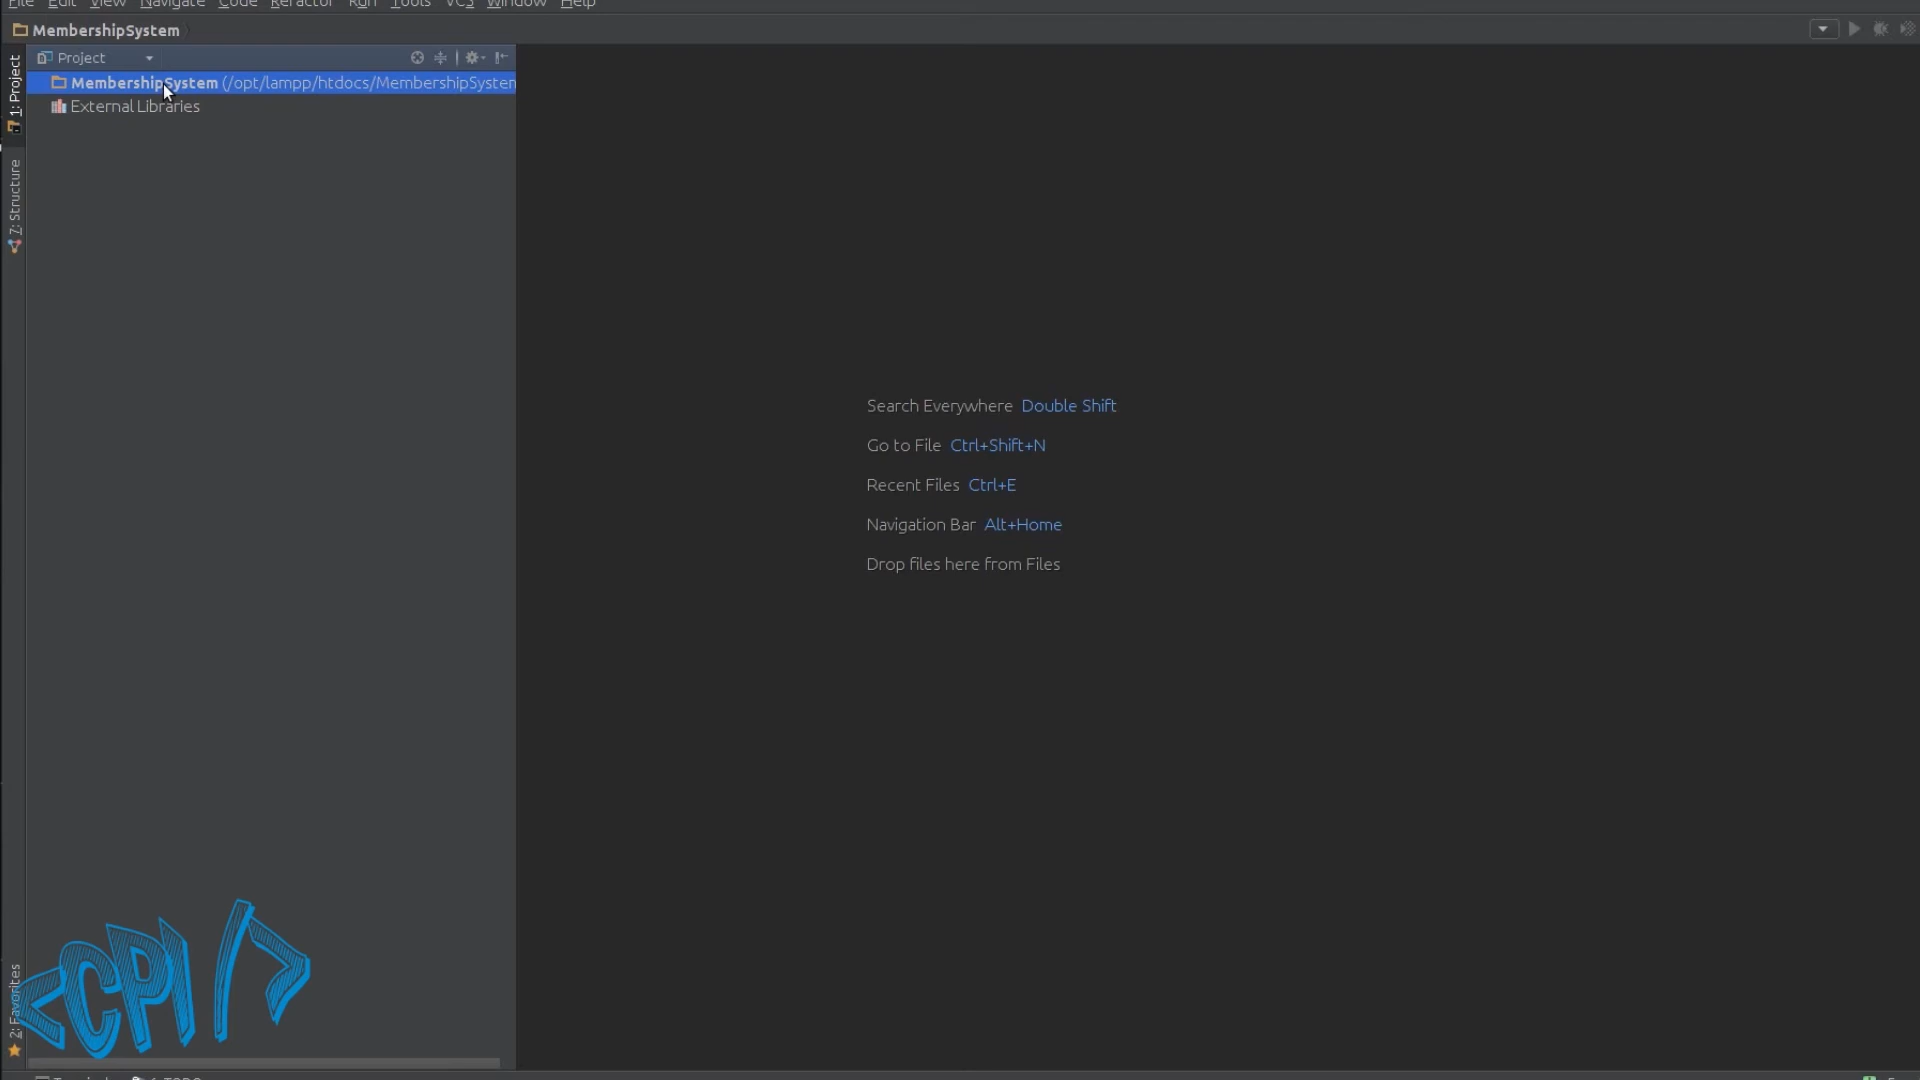 File Edit View Navigate Code Refactor Run Tools VCS Window Help
MembershipSystem
1: Project
Project
MembershipSystem (/opt/lampp/htdocs/MembershipSystem
External Libraries
7: Structure
Search Everywhere Double Shift
Go to File Ctrl+Shift+N
Recent Files Ctrl+E
Navigation Bar Alt+Home
Drop files here from Files
2: Favorites
<CPI/>